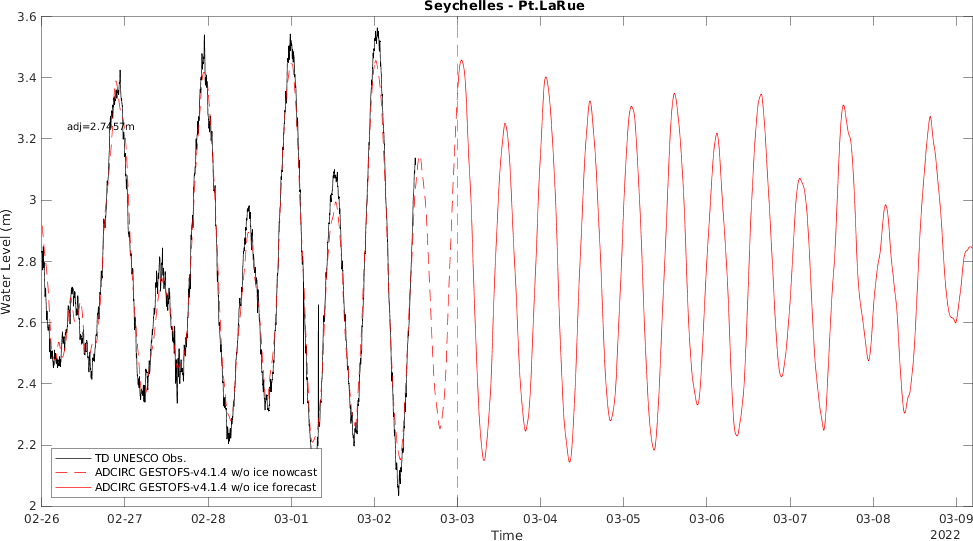 Seychelles - Pt.LaRue
3.6
3.4
adj=2.7457m
3.2
3
2.8
2.6
2.4
2.2
2
Water Level (m)
TD UNESCO Obs.
ADCIRC GESTOFS-v4.1.4 w/o ice nowcast
ADCIRC GESTOFS-v4.1.4 w/o ice forecast
02-26 02-27 02-28 03-01 03-02 03-03 03-04 03-05 03-06 03-07 03-08 03-09
Time
2022